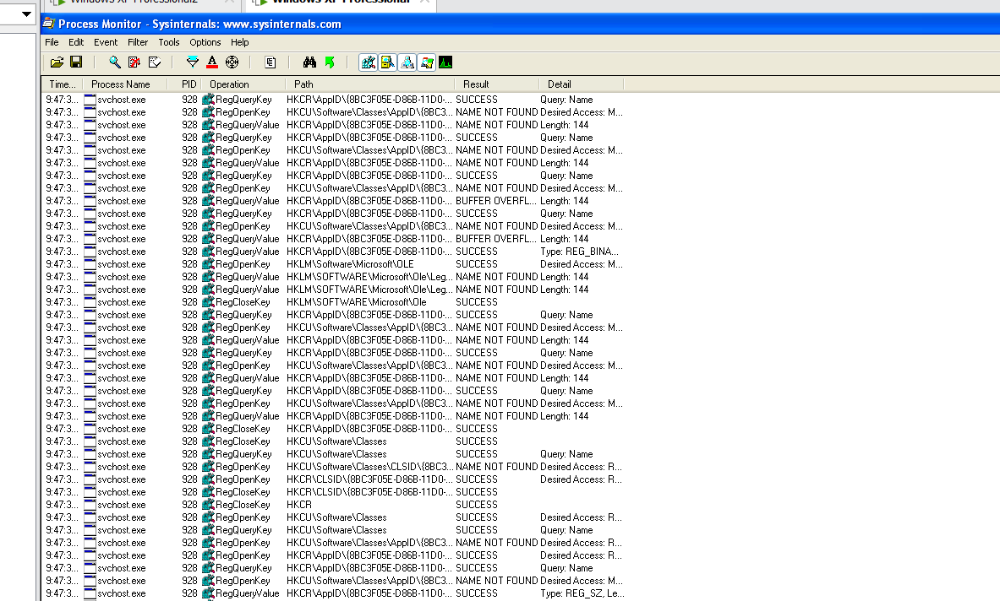 Windows XP Professional2 Windows XP Professional
Process Monitor - Sysinternals: www.sysinternals.com
File Edit Event Filter Tools Options Help
Time... Process Name PID Operation Path Result Detail
9:47:3... svchost.exe 928 RegQueryKey HKCR\AppID\{8BC3F05E-D86B-11D0-... SUCCESS Query: Name
9:47:3... svchost.exe 928 RegOpenKey HKCU\Software\Classes\AppID\{8BC3... NAME NOT FOUND Desired Access: M...
9:47:3... svchost.exe 928 RegQueryValue HKCR\AppID\{8BC3F05E-D86B-11D0-... NAME NOT FOUND Length: 144
9:47:3... svchost.exe 928 RegQueryKey HKCR\AppID\{8BC3F05E-D86B-11D0-... SUCCESS Query: Name
9:47:3... svchost.exe 928 RegOpenKey HKCU\Software\Classes\AppID\{8BC3... NAME NOT FOUND Desired Access: M...
9:47:3... svchost.exe 928 RegQueryValue HKCR\AppID\{8BC3F05E-D86B-11D0-... NAME NOT FOUND Length: 144
9:47:3... svchost.exe 928 RegQueryKey HKCR\AppID\{8BC3F05E-D86B-11D0-... SUCCESS Query: Name
9:47:3... svchost.exe 928 RegOpenKey HKCU\Software\Classes\AppID\{8BC3... NAME NOT FOUND Desired Access: M...
9:47:3... svchost.exe 928 RegQueryValue HKCR\AppID\{8BC3F05E-D86B-11D0-... BUFFER OVERFL... Length: 144
9:47:3... svchost.exe 928 RegQueryKey HKCR\AppID\{8BC3F05E-D86B-11D0-... SUCCESS Query: Name
9:47:3... svchost.exe 928 RegOpenKey HKCU\Software\Classes\AppID\{8BC3... NAME NOT FOUND Desired Access: M...
9:47:3... svchost.exe 928 RegQueryValue HKCR\AppID\{8BC3F05E-D86B-11D0-... BUFFER OVERFL... Length: 144
9:47:3... svchost.exe 928 RegQueryValue HKCR\AppID\{8BC3F05E-D86B-11D0-... SUCCESS Type: REG_BINA...
9:47:3... svchost.exe 928 RegOpenKey HKLM\Software\Microsoft\OLE SUCCESS Desired Access: M...
9:47:3... svchost.exe 928 RegQueryValue HKLM\SOFTWARE\Microsoft\Ole\Leg... NAME NOT FOUND Length: 144
9:47:3... svchost.exe 928 RegQueryValue HKLM\SOFTWARE\Microsoft\Ole\Leg... NAME NOT FOUND Length: 144
9:47:3... svchost.exe 928 RegCloseKey HKLM\SOFTWARE\Microsoft\Ole SUCCESS
9:47:3... svchost.exe 928 RegQueryKey HKCR\AppID\{8BC3F05E-D86B-11D0-... SUCCESS Query: Name
9:47:3... svchost.exe 928 RegOpenKey HKCU\Software\Classes\AppID\{8BC3... NAME NOT FOUND Desired Access: M...
9:47:3... svchost.exe 928 RegQueryValue HKCR\AppID\{8BC3F05E-D86B-11D0-... NAME NOT FOUND Length: 144
9:47:3... svchost.exe 928 RegQueryKey HKCR\AppID\{8BC3F05E-D86B-11D0-... SUCCESS Query: Name
9:47:3... svchost.exe 928 RegOpenKey HKCU\Software\Classes\AppID\{8BC3... NAME NOT FOUND Desired Access: M...
9:47:3... svchost.exe 928 RegQueryValue HKCR\AppID\{8BC3F05E-D86B-11D0-... NAME NOT FOUND Length: 144
9:47:3... svchost.exe 928 RegQueryKey HKCR\AppID\{8BC3F05E-D86B-11D0-... SUCCESS Query: Name
9:47:3... svchost.exe 928 RegOpenKey HKCU\Software\Classes\AppID\{8BC3... NAME NOT FOUND Desired Access: M...
9:47:3... svchost.exe 928 RegQueryValue HKCR\AppID\{8BC3F05E-D86B-11D0-... NAME NOT FOUND Length: 144
9:47:3... svchost.exe 928 RegCloseKey HKCR\AppID\{8BC3F05E-D86B-11D0-... SUCCESS
9:47:3... svchost.exe 928 RegCloseKey HKCU\Software\Classes SUCCESS
9:47:3... svchost.exe 928 RegQueryKey HKCU\Software\Classes SUCCESS Query: Name
9:47:3... svchost.exe 928 RegOpenKey HKCU\Software\Classes\CLSID\{8BC3... NAME NOT FOUND Desired Access: R...
9:47:3... svchost.exe 928 RegOpenKey HKCR\CLSID\{8BC3F05E-D86B-11D0-... SUCCESS Desired Access: R...
9:47:3... svchost.exe 928 RegCloseKey HKCR\CLSID\{8BC3F05E-D86B-11D0-... SUCCESS
9:47:3... svchost.exe 928 RegCloseKey HKCR SUCCESS
9:47:3... svchost.exe 928 RegOpenKey HKCU\Software\Classes SUCCESS Desired Access: R...
9:47:3... svchost.exe 928 RegQueryKey HKCU\Software\Classes SUCCESS Query: Name
9:47:3... svchost.exe 928 RegOpenKey HKCU\Software\Classes\AppID\{8BC3... NAME NOT FOUND Desired Access: R...
9:47:3... svchost.exe 928 RegOpenKey HKCR\AppID\{8BC3F05E-D86B-11D0-... SUCCESS Desired Access: R...
9:47:3... svchost.exe 928 RegQueryKey HKCR\AppID\{8BC3F05E-D86B-11D0-... SUCCESS Query: Name
9:47:3... svchost.exe 928 RegOpenKey HKCU\Software\Classes\AppID\{8BC3... NAME NOT FOUND Desired Access: M...
9:47:3... svchost.exe 928 RegQueryValue HKCR\AppID\{8BC3F05E-D86B-11D0-... SUCCESS Type: REG_SZ, Le...